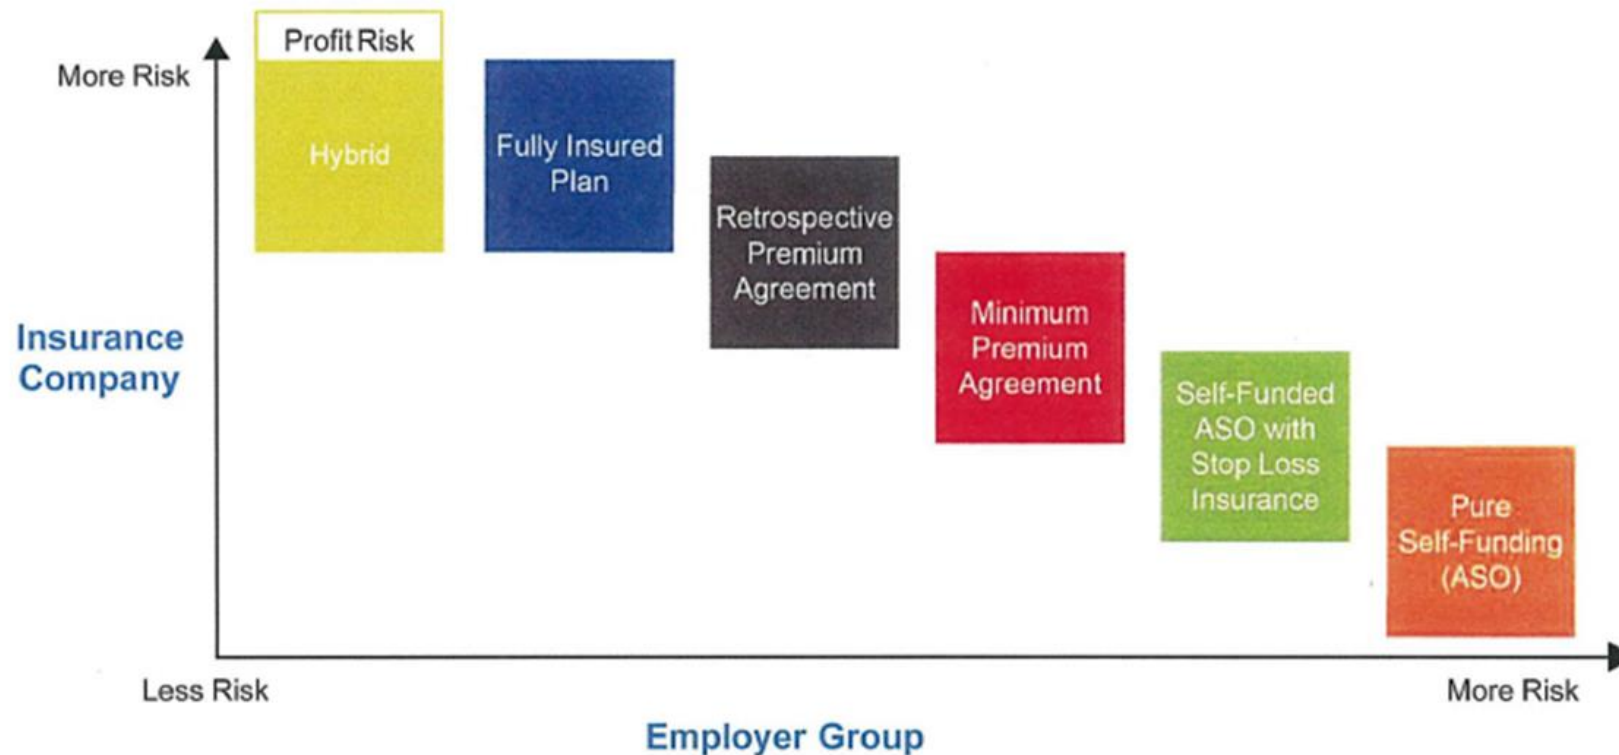 Profit Risk
More Risk
Hybrid
Fully Insured
Plan
Retrospective
Premium
Agreement
Minimum
Premium
Agreement
Insurance
Company
Self-Funded
ASO with
Stop Loss
Insurance
Pure
Self-Funding
(ASO)
Less Risk
More Risk
Employer Group